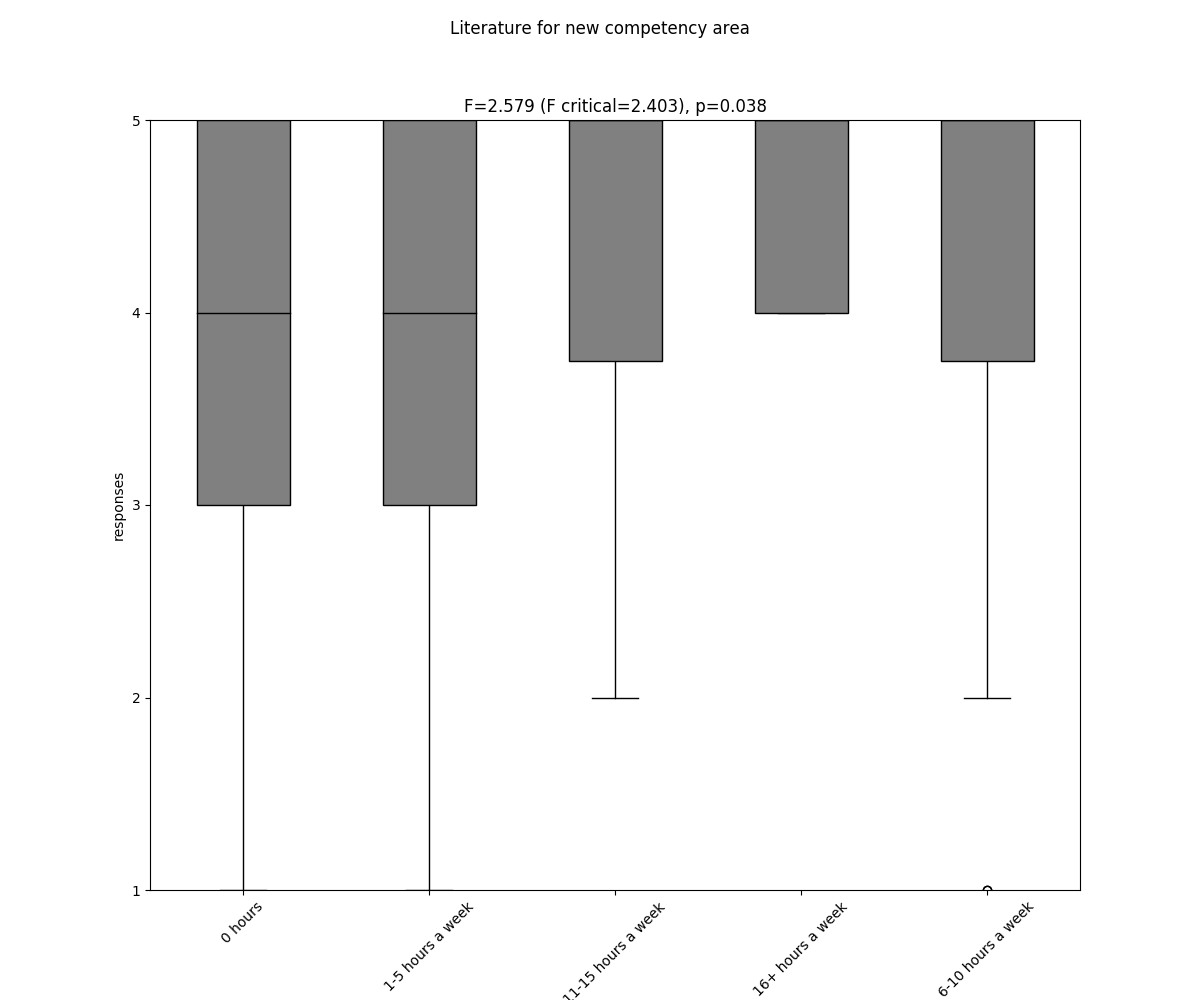 Literature for new competency area
F=2.579 (F critical=2.403), p=0.038
5
4
3
2
1
responses
0 hours
1-5 hours a week
11-15 hours a week
16+ hours a week
6-10 hours a week